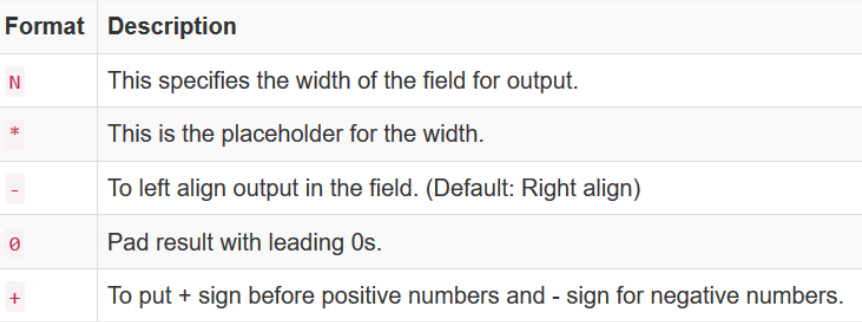 Format Description
N This specifies the width of the field for output.
* This is the placeholder for the width.
- To left align output in the field. (Default: Right align)
0 Pad result with leading 0s.
+ To put + sign before positive numbers and - sign for negative numbers.